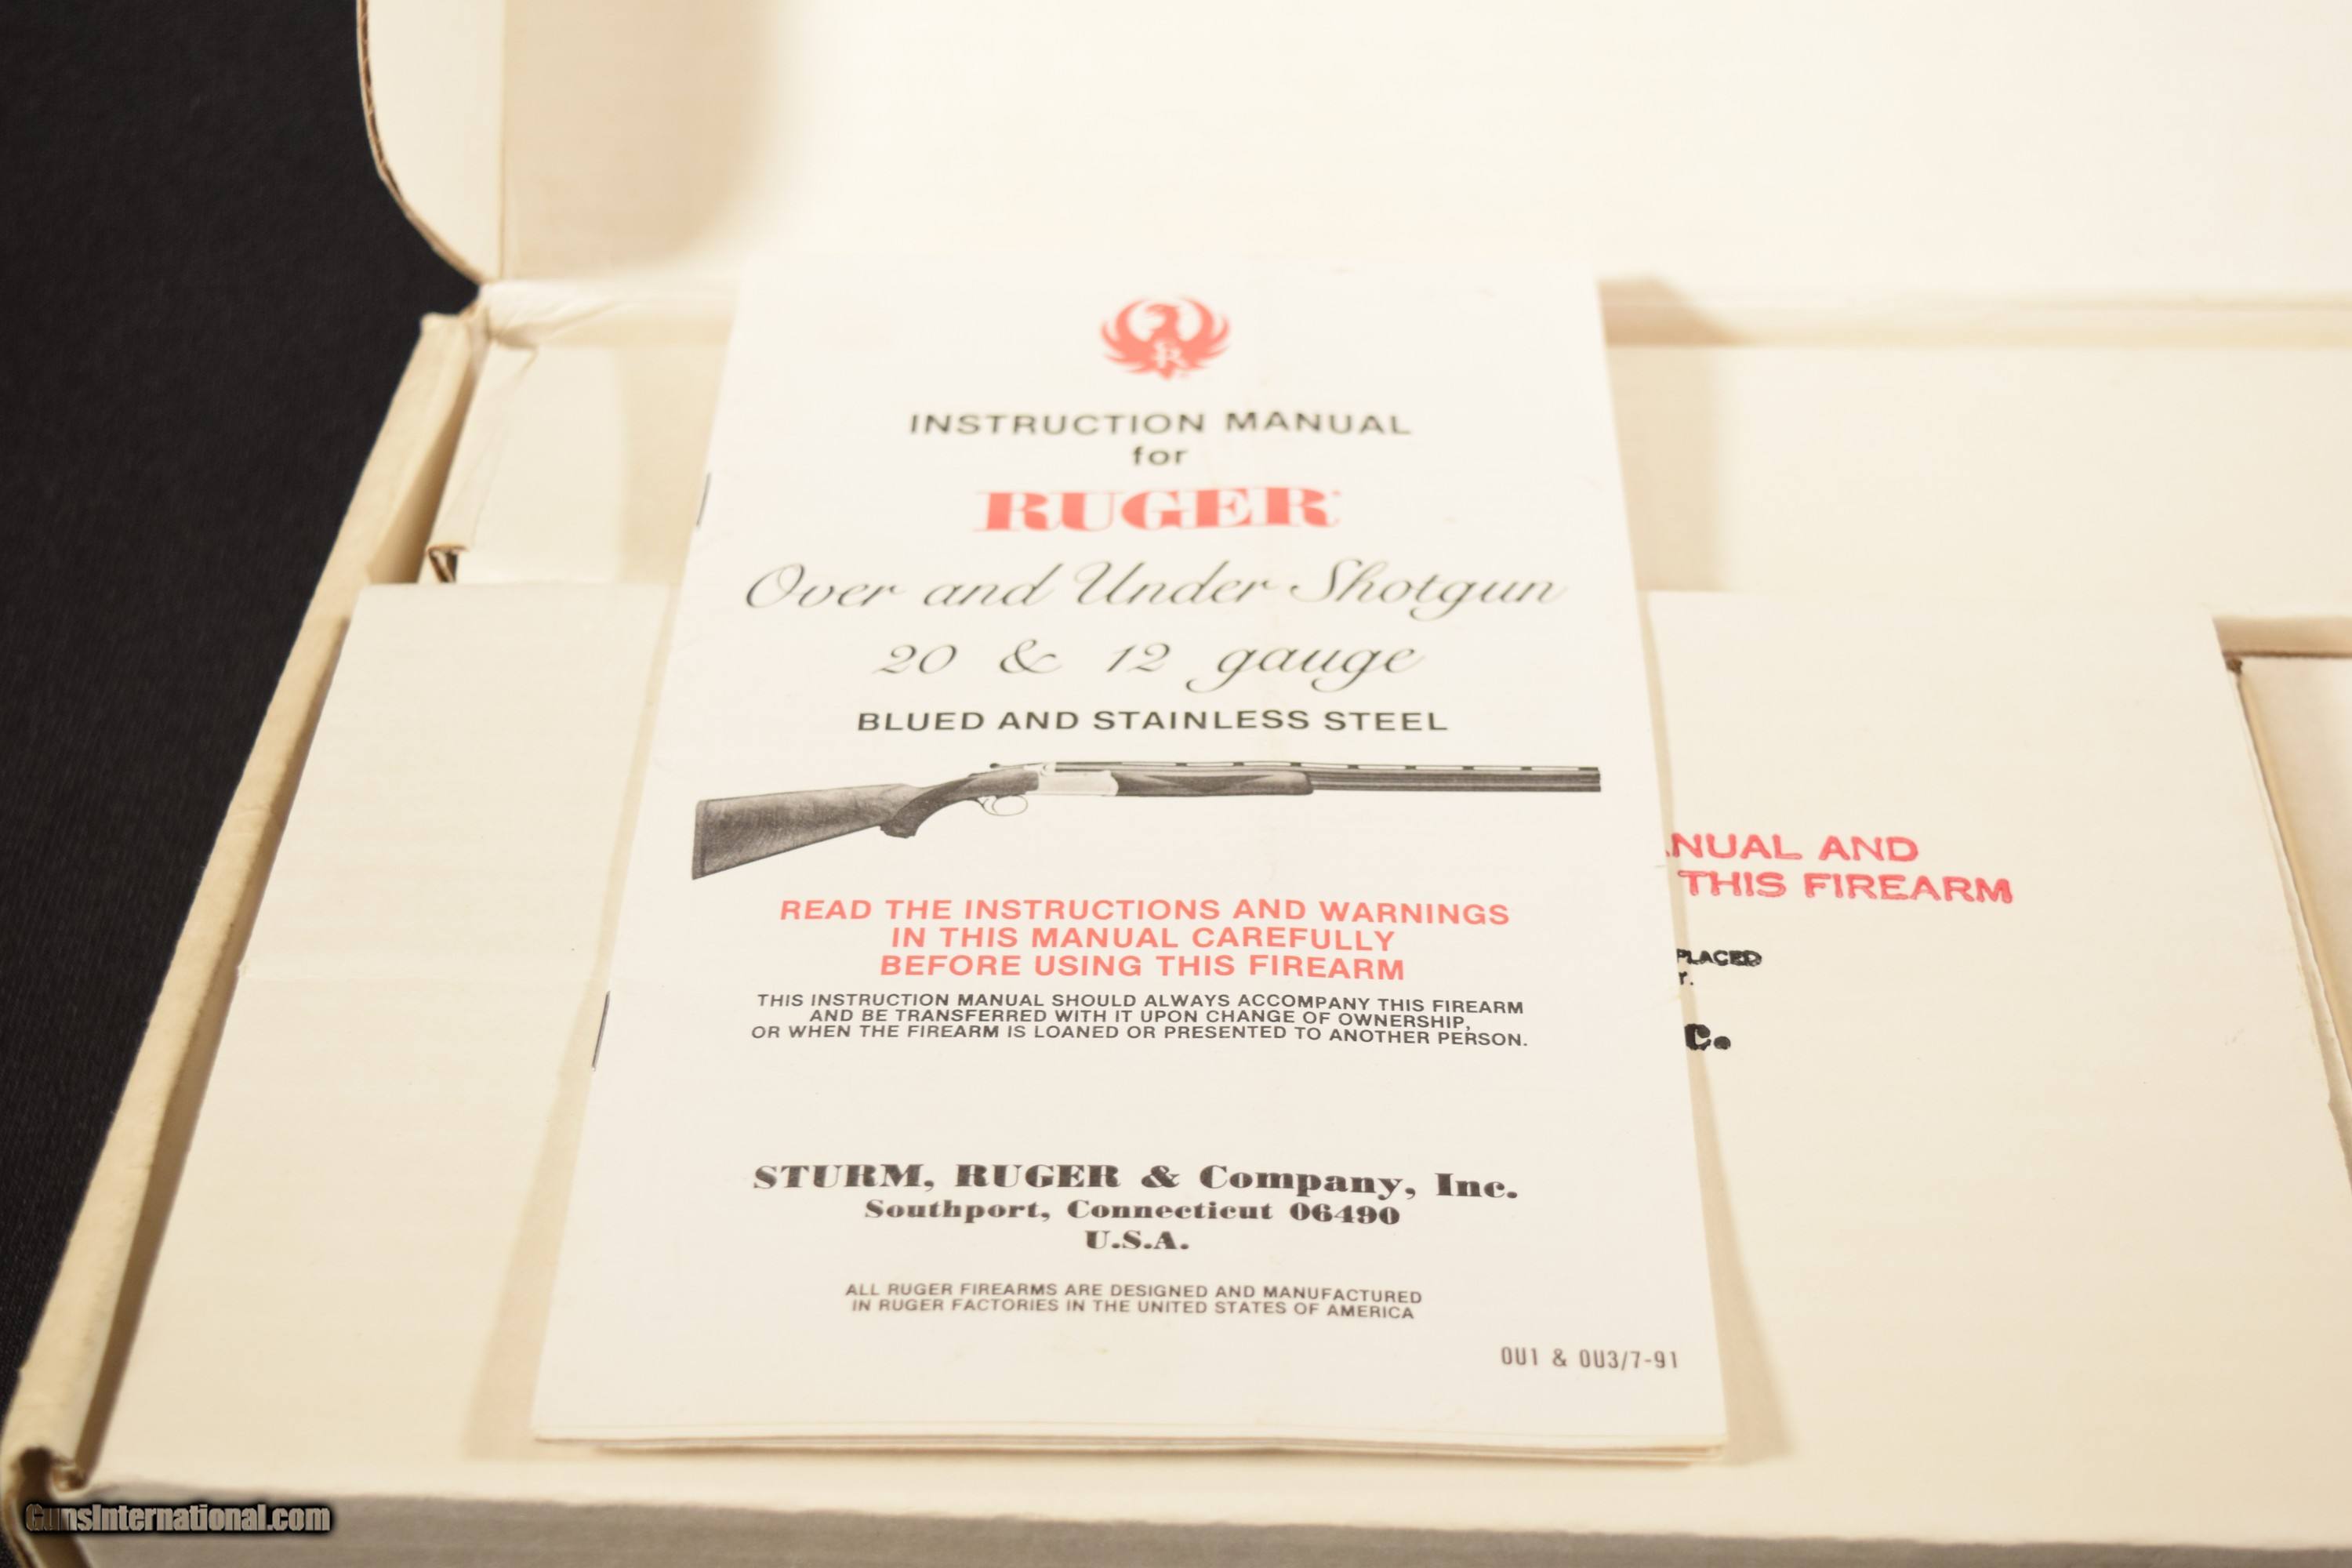 INSTRUCTION MANUAL
for
RUGER
Over and Under Shotgun
20 & 12 gauge
BLUED AND STAINLESS STEEL
READ THE INSTRUCTIONS AND WARNINGS
IN THIS MANUAL CAREFULLY
BEFORE USING THIS FIREARM
THIS INSTRUCTION MANUAL SHOULD ALWAYS ACCOMPANY THIS FIREARM
AND BE TRANSFERRED WITH IT UPON CHANGE OF OWNERSHIP,
OR WHEN THE FIREARM IS LOANED OR PRESENTED TO ANOTHER PERSON.
STURM, RUGER & Company, Inc.
Southport, Connecticut 06490
U.S.A.
ALL RUGER FIREARMS ARE DESIGNED AND MANUFACTURED
IN RUGER FACTORIES IN THE UNITED STATES OF AMERICA
OU1 & OU3/7-91
NUAL AND
THIS FIREARM
PLACED
C.
GunsInternational.com